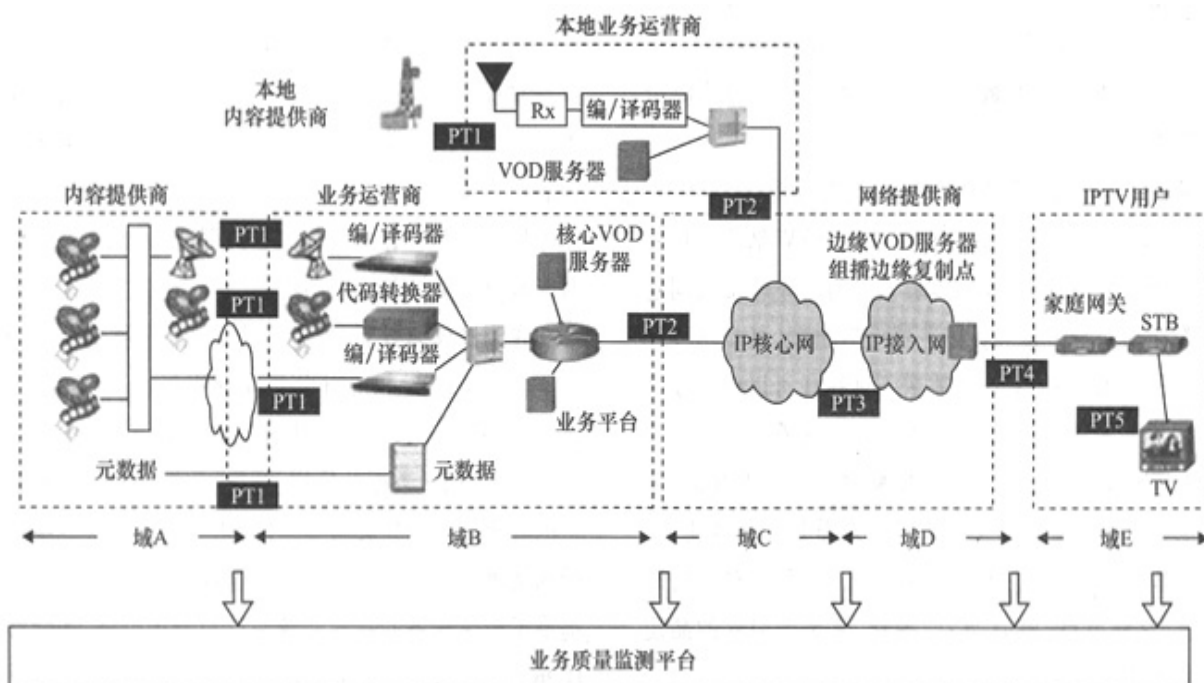 本地业务运营商
本地
内容提供商
Rx
编/译码器
PT1
VOD服务器
PT2
内容提供商
业务运营商
网络提供商
IPTV用户
PT1
编/译码器
核心VOD
服务器
边缘VOD服务器
组播边缘复制点
PT1
代码转换器
家庭网关
STB
PT2
IP核心网
IP接入网
编/译码器
PT4
PT1
PT3
业务平台
PT5
元数据
元数据
PT1
TV
域A
域B
域C
域D
域E
业务质量监测平台